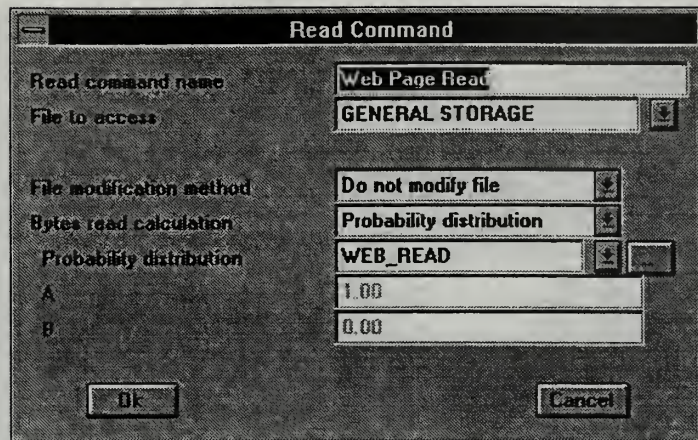 Read Command
Read command name Web Page Read
File to access GENERAL STORAGE
File modification method Do not modify file
Bytes read calculation Probability distribution
Probability distribution WEB_READ ...
A 1.00
B 0.00
Ok Cancel